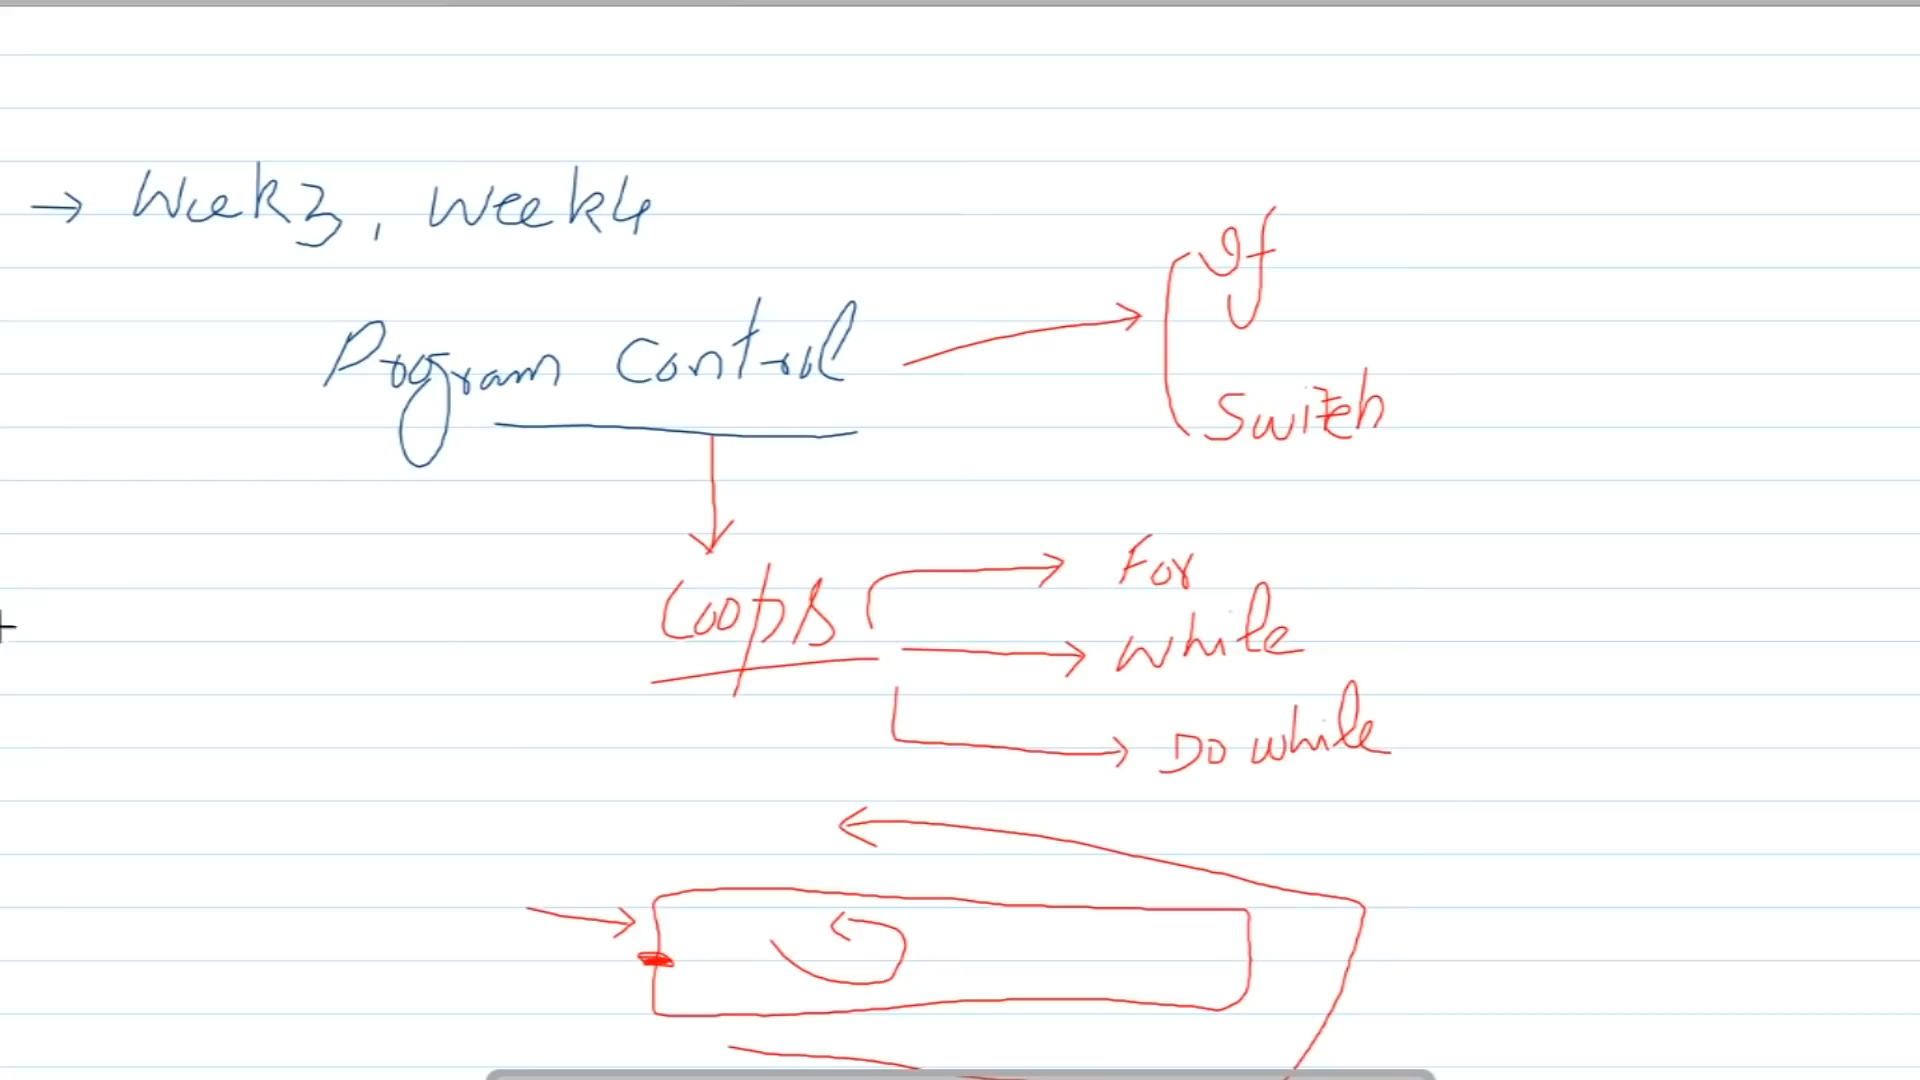 → Week3, Week4
If
Program Control
Switch
Loops
For
While
Do while